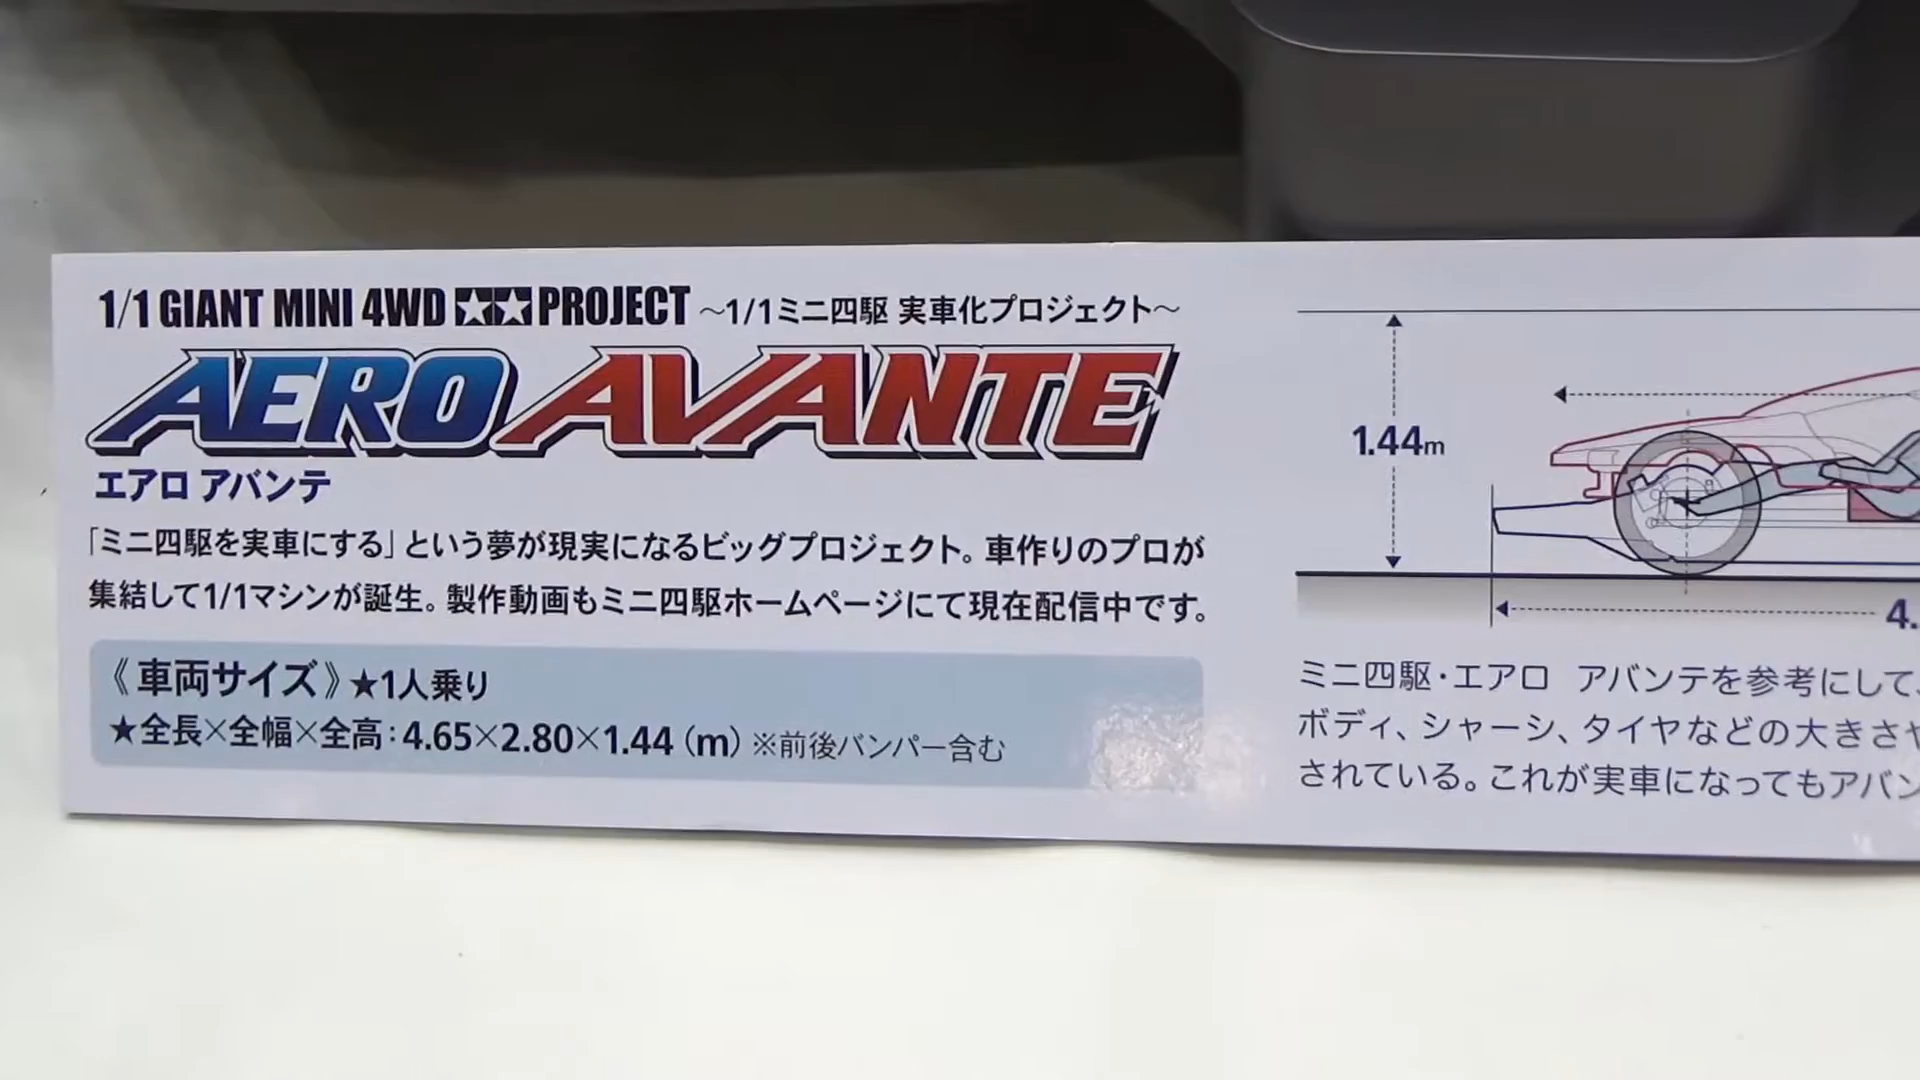 1/1 GIANT MINI 4WD PROJECT ~1/1ミニ四駆 実車化プロジェクト~
AERO AVANTE
エアロ アバンテ
「ミニ四駆を実車にする」という夢が現実になるビッグプロジェクト。車作りのプロが
集結して1/1マシンが誕生。製作動画もミニ四駆ホームページにて現在配信中です。
《車両サイズ》★1人乗り
★全長×全幅×全高:4.65×2.80×1.44(m)※前後バンパー含む
1.44m
4.
ミニ四駆・エアロ アバンテを参考にして、
ボディ、シャーシ、タイヤなどの大きさや
されている。これが実車になってもアバン